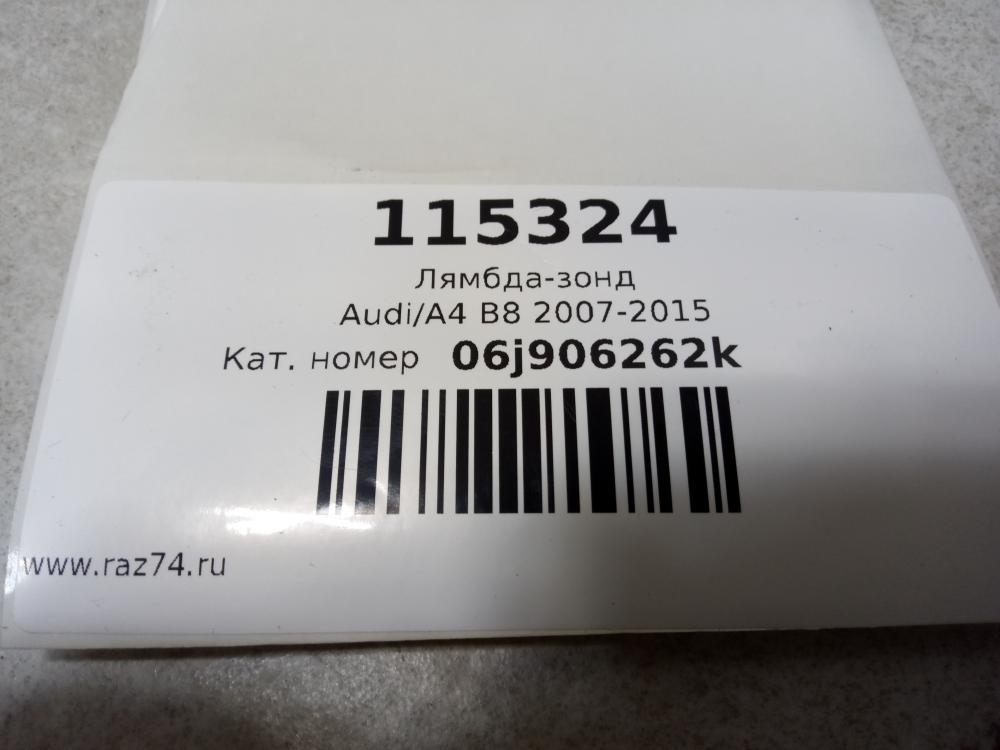 115324
Лямбда-зонд
Audi/A4 B8 2007-2015
Кат. номер 06j906262k
www.raz74.ru